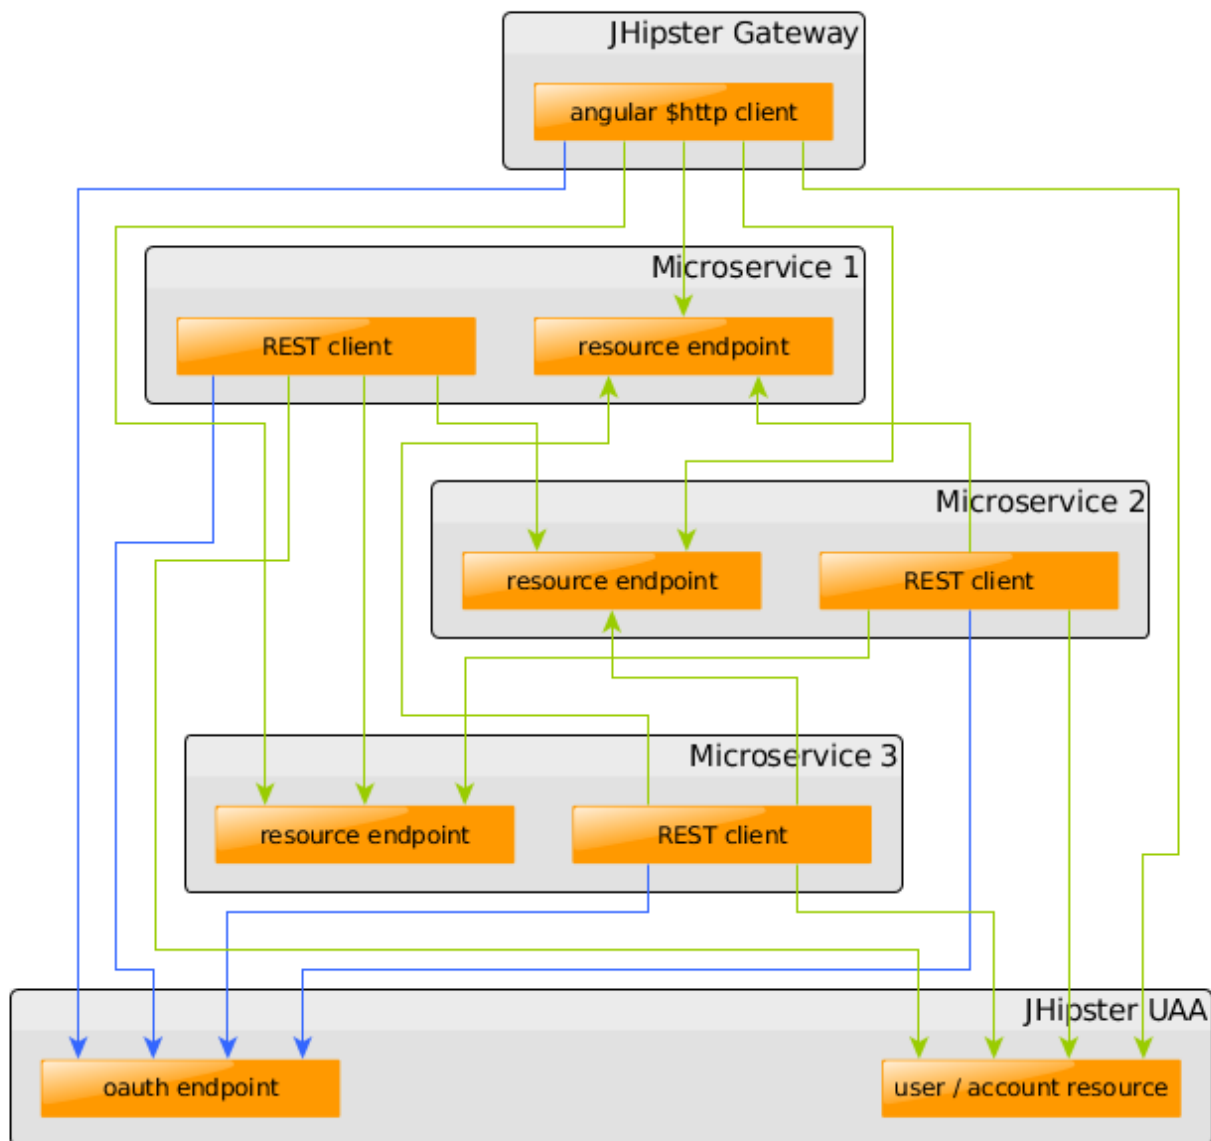 JHipster Gateway
angular $http client
Microservice 1
REST client
resource endpoint
Microservice 2
resource endpoint
REST client
Microservice 3
resource endpoint
REST client
JHipster UAA
oauth endpoint
user / account resource